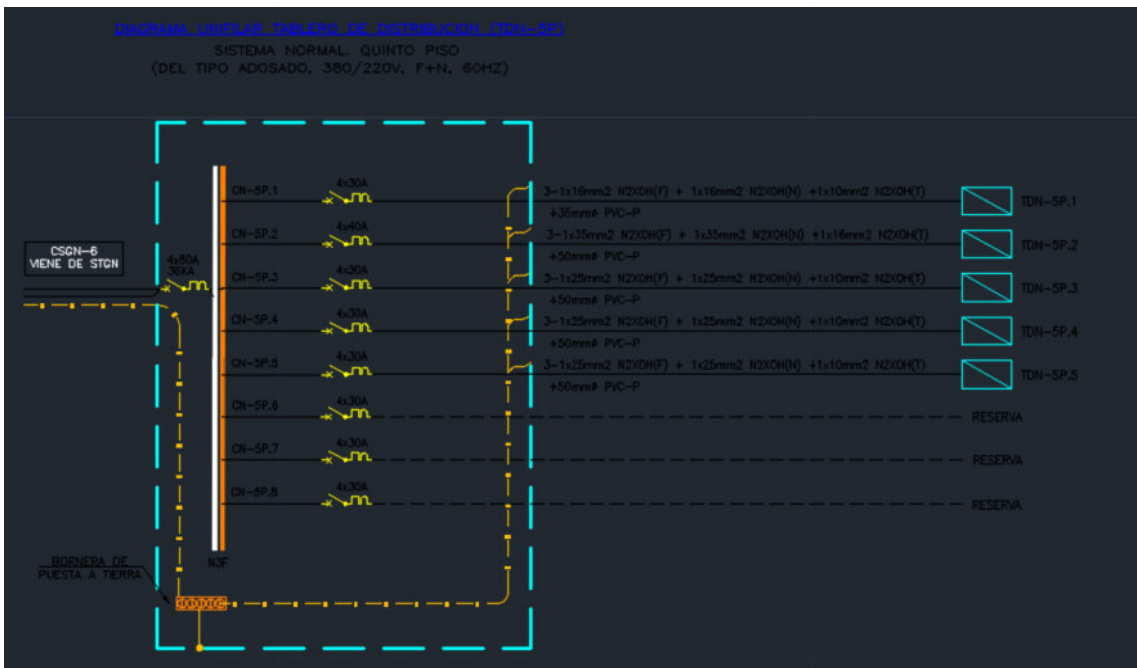 DIAGRAMA UNIFILAR TABLERO DE DISTRIBUCION (TDN-5P)
SISTEMA NORMAL: QUINTO PISO
(DEL TIPO ADOSADO, 380/220V, F+N, 60HZ)
CN-5P.1
4x30A
3-1x16mm2 N2XOH(F) + 1x16mm2 N2XOH(N) +1x10mm2 N2XOH(T)
+35mmø PVC-P
TDN-5P.1
CN-5P.2
4x40A
3-1x35mm2 N2XOH(F) + 1x35mm2 N2XOH(N) +1x16mm2 N2XOH(T)
+50mmø PVC-P
TDN-5P.2
CSGN-6
VIENE DE STGN
4x80A
36KA
CN-5P.3
4x30A
3-1x25mm2 N2XOH(F) + 1x25mm2 N2XOH(N) +1x10mm2 N2XOH(T)
+50mmø PVC-P
TDN-5P.3
CN-5P.4
4x30A
3-1x25mm2 N2XOH(F) + 1x25mm2 N2XOH(N) +1x10mm2 N2XOH(T)
+50mmø PVC-P
TDN-5P.4
CN-5P.5
4x30A
3-1x25mm2 N2XOH(F) + 1x25mm2 N2XOH(N) +1x10mm2 N2XOH(T)
+50mmø PVC-P
TDN-5P.5
CN-5P.6
4x30A
RESERVA
CN-5P.7
4x30A
RESERVA
CN-5P.8
4x30A
RESERVA
BORNERA DE
PUESTA A TIERRA
N3F